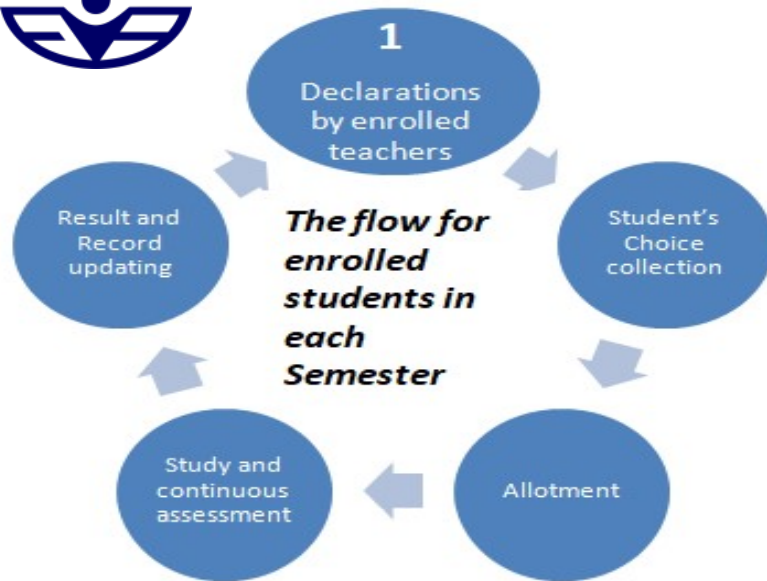 1
Declarations
by enrolled
teachers
Student's
Choice
collection
Allotment
Study and
continuous
assessment
Result and
Record
updating
The flow for
enrolled
students in
each
Semester